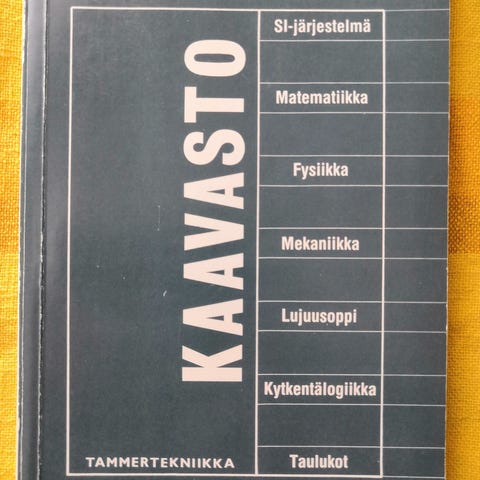 KAAVASTO
SI-järjestelmä
Matematiikka
Fysiikka
Mekaniikka
Lujuusoppi
Kytkentälogiikka
Taulukot
TAMMERTEKNIIKKA